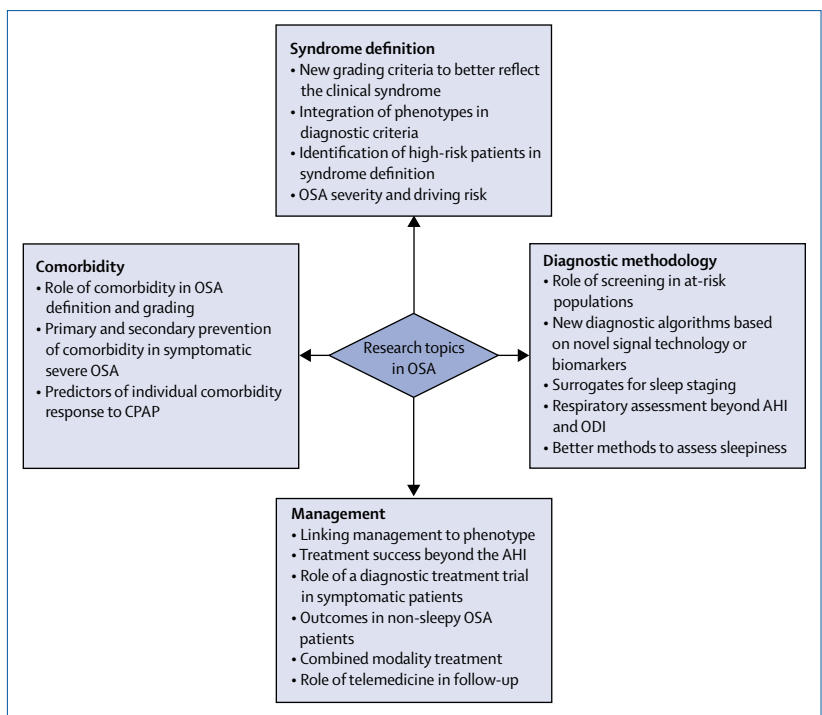 Syndrome definition
• New grading criteria to better reflect
the clinical syndrome
• Integration of phenotypes in
diagnostic criteria
• Identification of high-risk patients in
syndrome definition
• OSA severity and driving risk
Comorbidity
• Role of comorbidity in OSA
definition and grading
• Primary and secondary prevention
of comorbidity in symptomatic
severe OSA
• Predictors of individual comorbidity
response to CPAP
Research topics
in OSA
Diagnostic methodology
• Role of screening in at-risk
populations
• New diagnostic algorithms based
on novel signal technology or
biomarkers
• Surrogates for sleep staging
• Respiratory assessment beyond AHI
and ODI
• Better methods to assess sleepiness
Management
• Linking management to phenotype
• Treatment success beyond the AHI
• Role of a diagnostic treatment trial
in symptomatic patients
• Outcomes in non-sleepy OSA
patients
• Combined modality treatment
• Role of telemedicine in follow-up